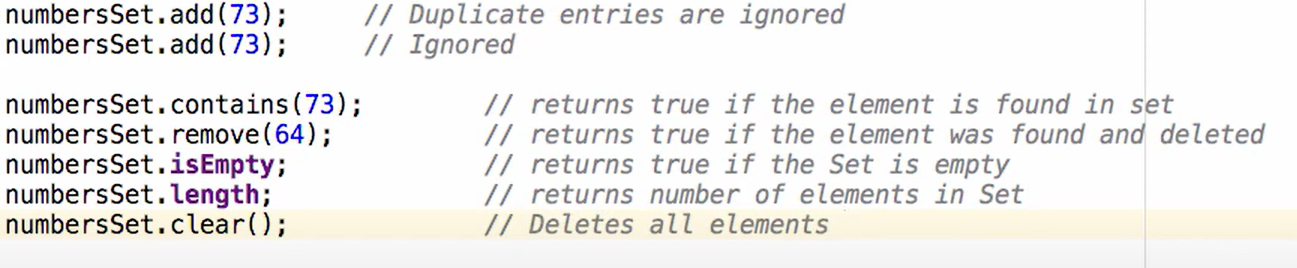 numbersSet.add(73);     // Duplicate entries are ignored
numbersSet.add(73);     // Ignored
numbersSet.contains(73);        // returns true if the element is found in set
numbersSet.remove(64);          // returns true if the element was found and deleted
numbersSet.isEmpty;             // returns true if the Set is empty
numbersSet.length;              // returns number of elements in Set
numbersSet.clear();             // Deletes all elements